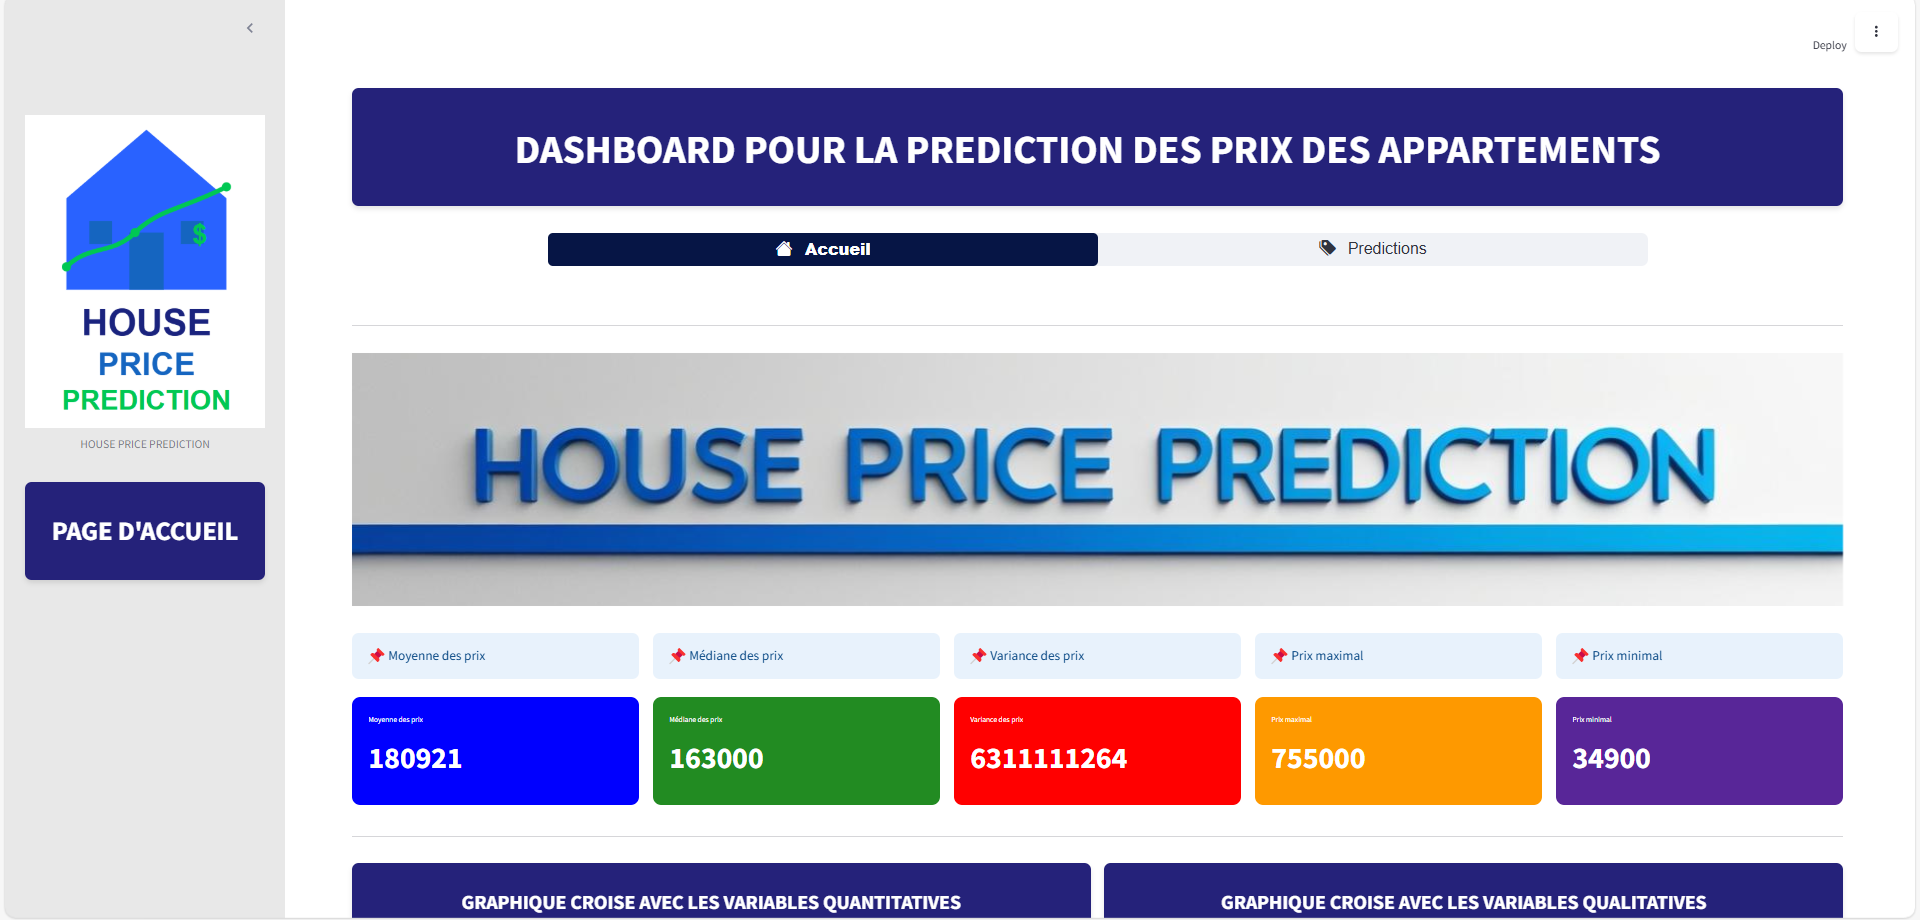 Deploy
DASHBOARD POUR LA PREDICTION DES PRIX DES APPARTEMENTS
Accueil
Predictions
$
HOUSE
PRICE
PREDICTION
HOUSE PRICE PREDICTION
PAGE D'ACCUEIL
HOUSE PRICE PREDICTION
Moyenne des prix
Médiane des prix
Variance des prix
Prix maximal
Prix minimal
Moyenne des prix
180921
Médiane des prix
163000
Variance des prix
6311111264
Prix maximal
755000
Prix minimal
34900
GRAPHIQUE CROISE AVEC LES VARIABLES QUANTITATIVES
GRAPHIQUE CROISE AVEC LES VARIABLES QUALITATIVES